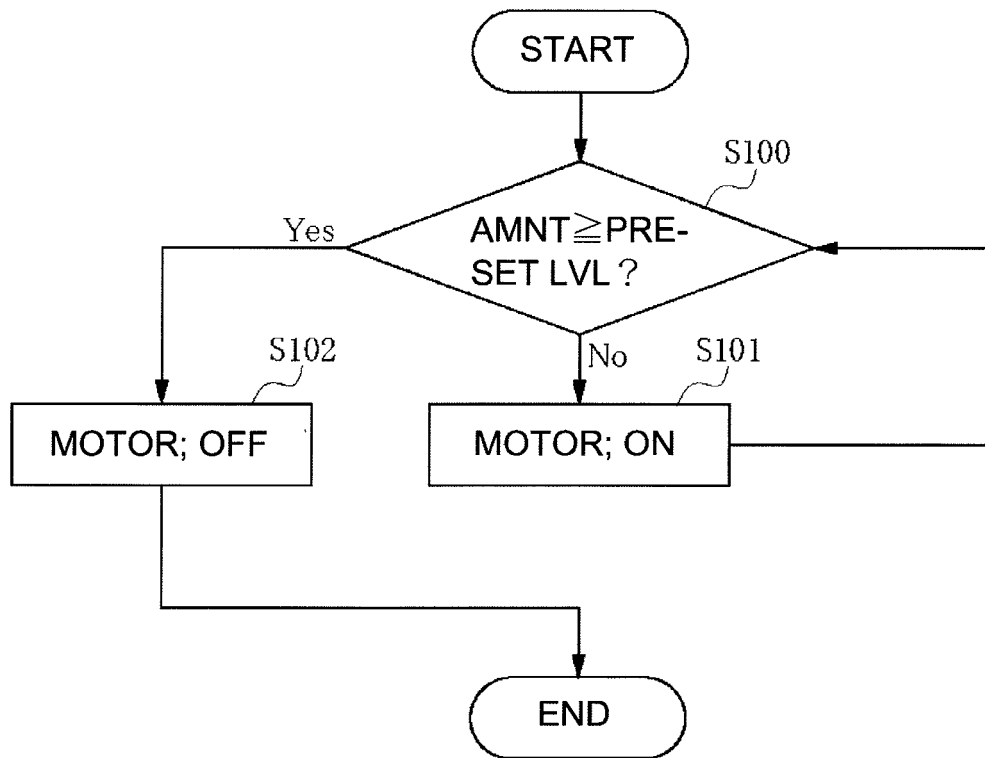 START
S100
Yes
AMNT≧PRE-
SET LVL?
S102
No
S101
MOTOR; OFF
MOTOR; ON
END